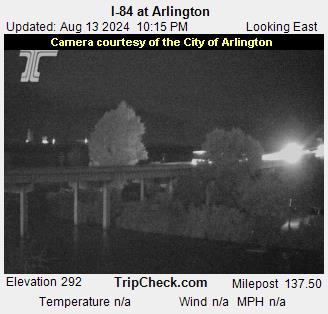 I-84 at Arlington
Updated: Aug 13 2024 10:15 PM Looking East
Camera courtesy of the City of Arlington
Elevation 292 TripCheck.com Milepost 137.50
Temperature n/a Wind n/a MPH n/a